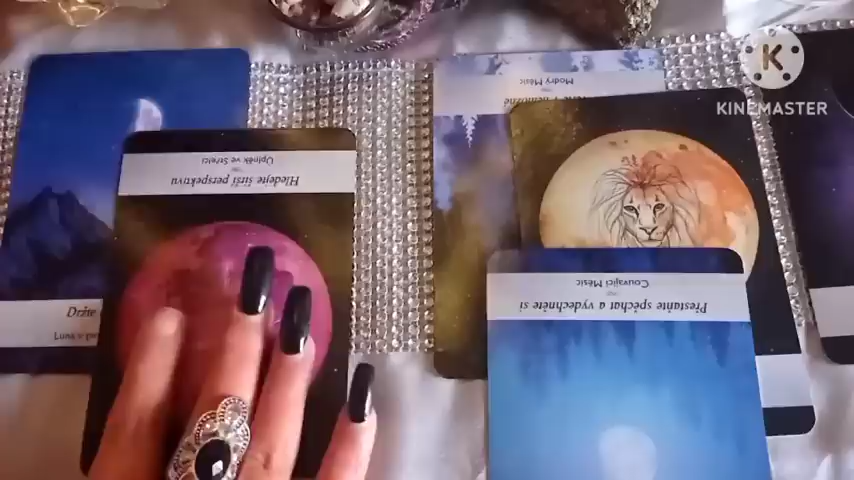 K
KINEMASTER
Modrý Měsíc
Úplněk ve Střelci
Hledejte širší perspektivu
Couvající Měsíc
Přestaňte spěchat a vydechněte si
Držte